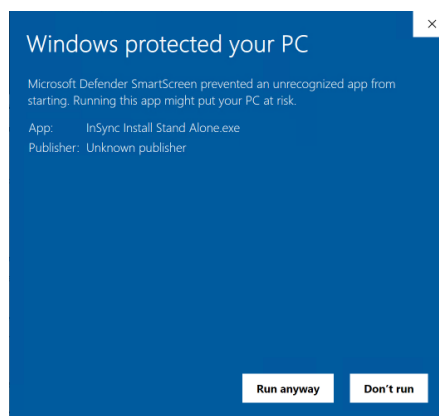 Windows protected your PC
Microsoft Defender SmartScreen prevented an unrecognized app from
starting. Running this app might put your PC at risk.
App: InSync Install Stand Alone.exe
Publisher: Unknown publisher
Run anyway Don't run